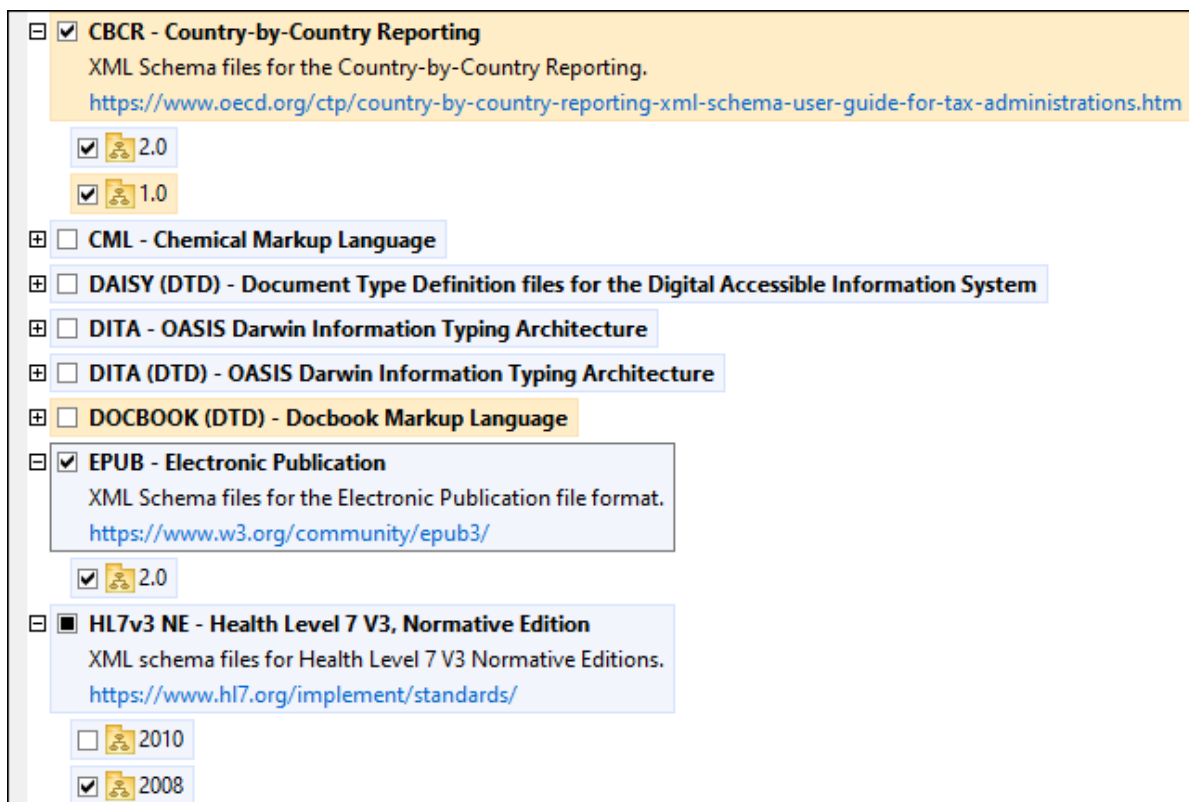 CBCR - Country-by-Country Reporting
XML Schema files for the Country-by-Country Reporting.
https://www.oecd.org/ctp/country-by-country-reporting-xml-schema-user-guide-for-tax-administrations.htm
2.0
1.0
CML - Chemical Markup Language
DAISY (DTD) - Document Type Definition files for the Digital Accessible Information System
DITA - OASIS Darwin Information Typing Architecture
DITA (DTD) - OASIS Darwin Information Typing Architecture
DOCBOOK (DTD) - Docbook Markup Language
EPUB - Electronic Publication
XML Schema files for the Electronic Publication file format.
https://www.w3.org/community/epub3/
2.0
HL7v3 NE - Health Level 7 V3, Normative Edition
XML schema files for Health Level 7 V3 Normative Editions.
https://www.hl7.org/implement/standards/
2010
2008